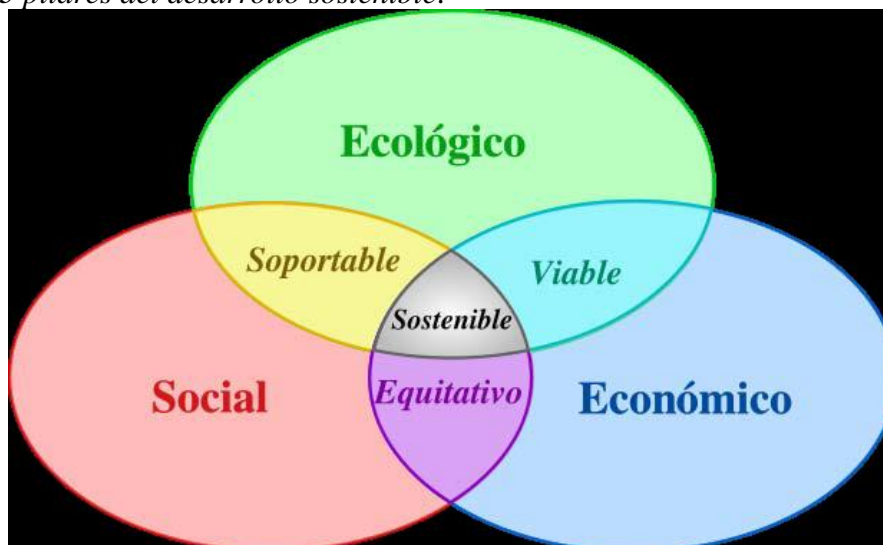 pilares del desarrollo sostenible.
Ecológico
Soportable
Viable
Sostenible
Social
Equitativo
Económico